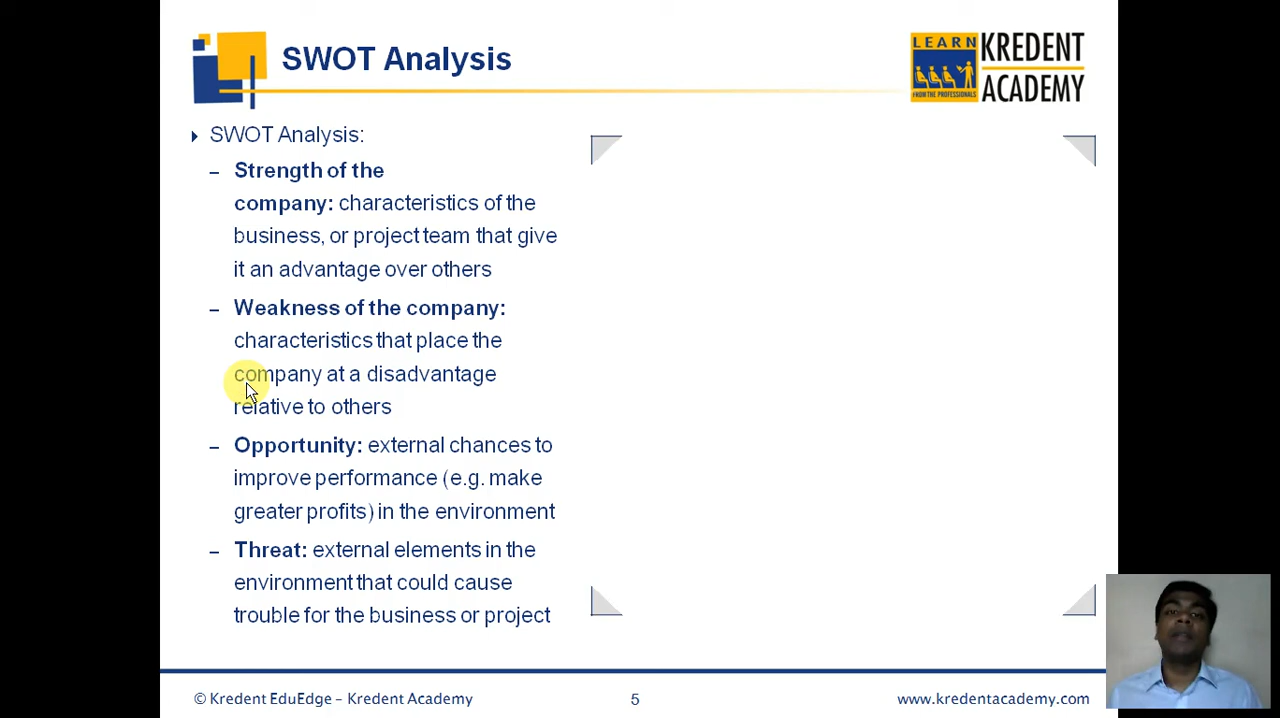 SWOT Analysis
LEARN
FROM THE PROFESSIONALS
KREDENT
ACADEMY
SWOT Analysis:
– Strength of the
company: characteristics of the
business, or project team that give
it an advantage over others
– Weakness of the company:
characteristics that place the
company at a disadvantage
relative to others
– Opportunity: external chances to
improve performance (e.g. make
greater profits) in the environment
– Threat: external elements in the
environment that could cause
trouble for the business or project
© Kredent EduEdge – Kredent Academy
5
www.kredentacademy.com